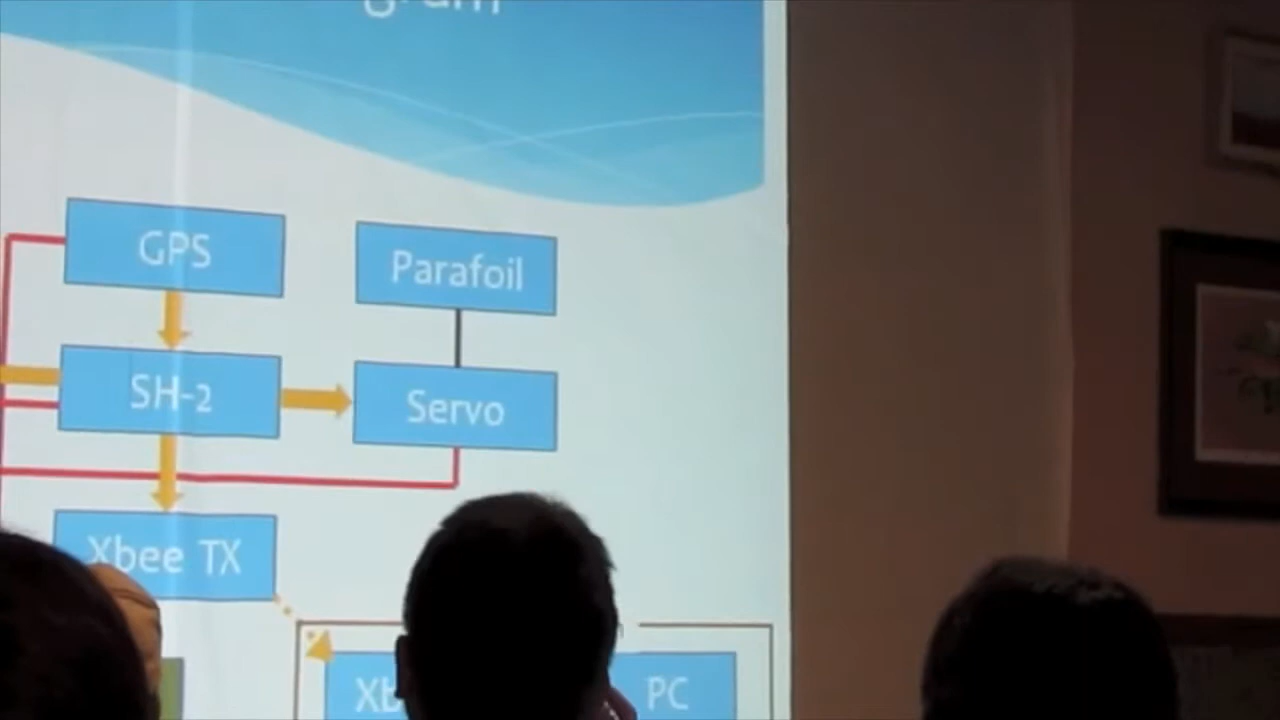 GPS
Parafoil
SH-2
Servo
Xbee TX
PC